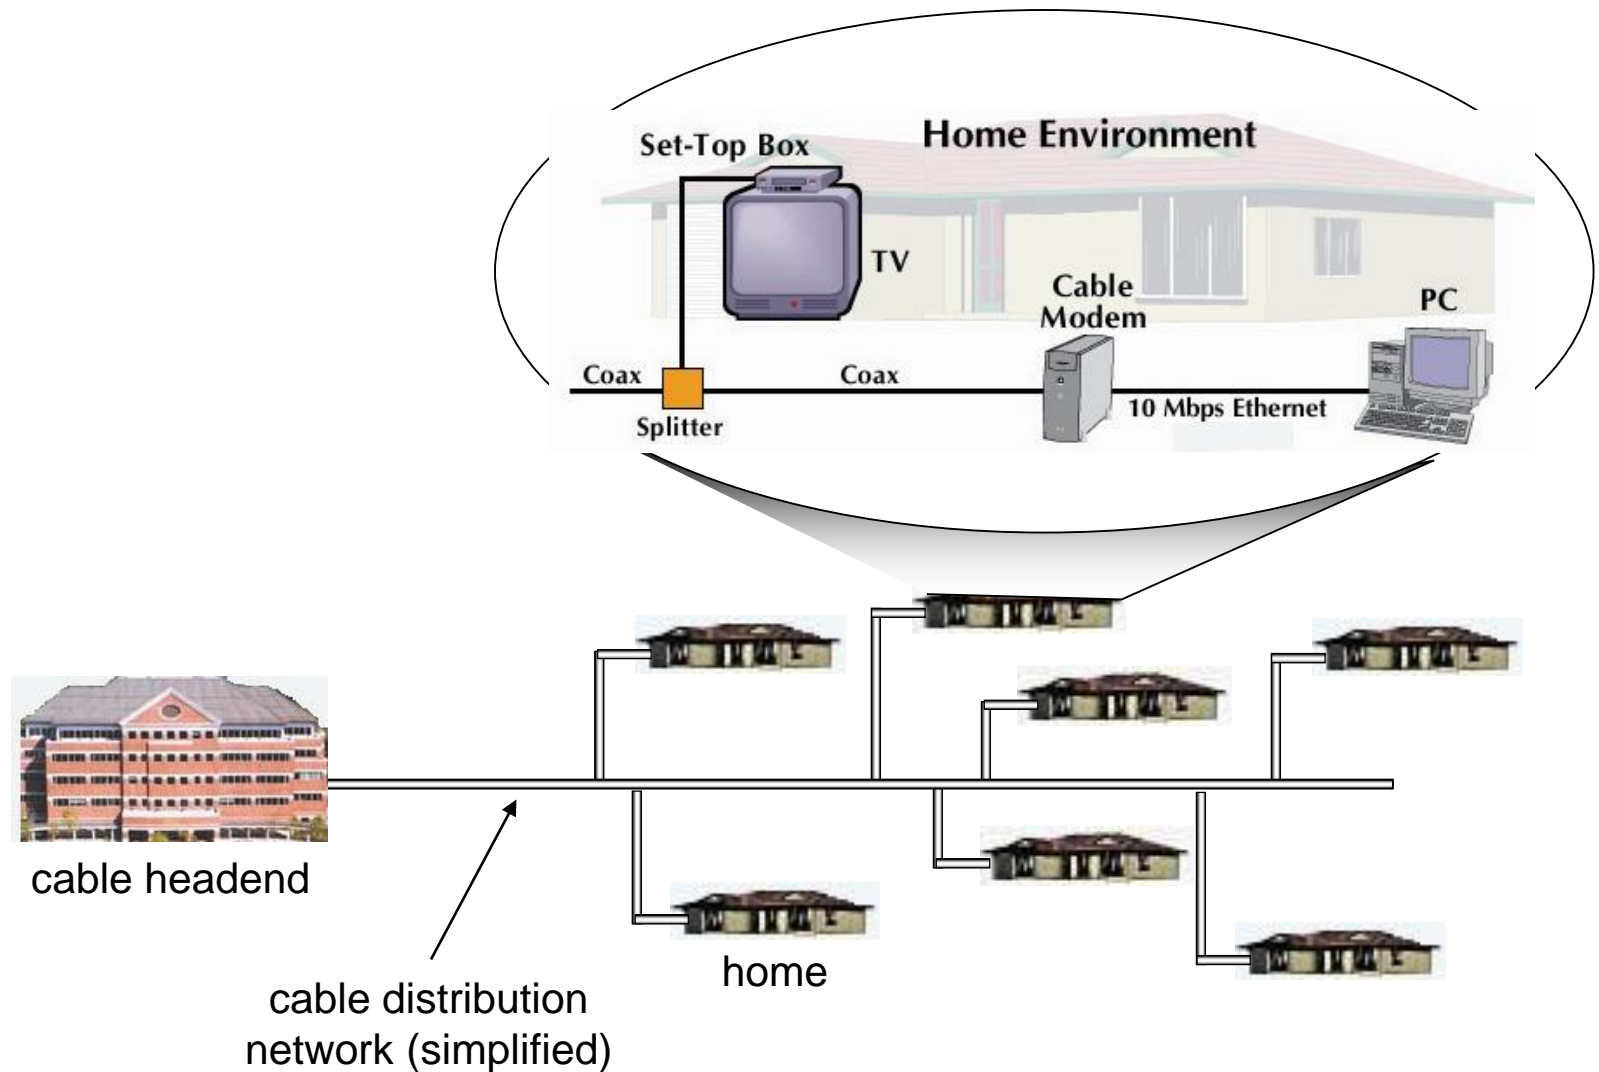 Home Environment
Set-Top Box
TV
Cable
Modem
PC
Coax
Coax
10 Mbps Ethernet
Splitter
cable headend
home
cable distribution
network (simplified)